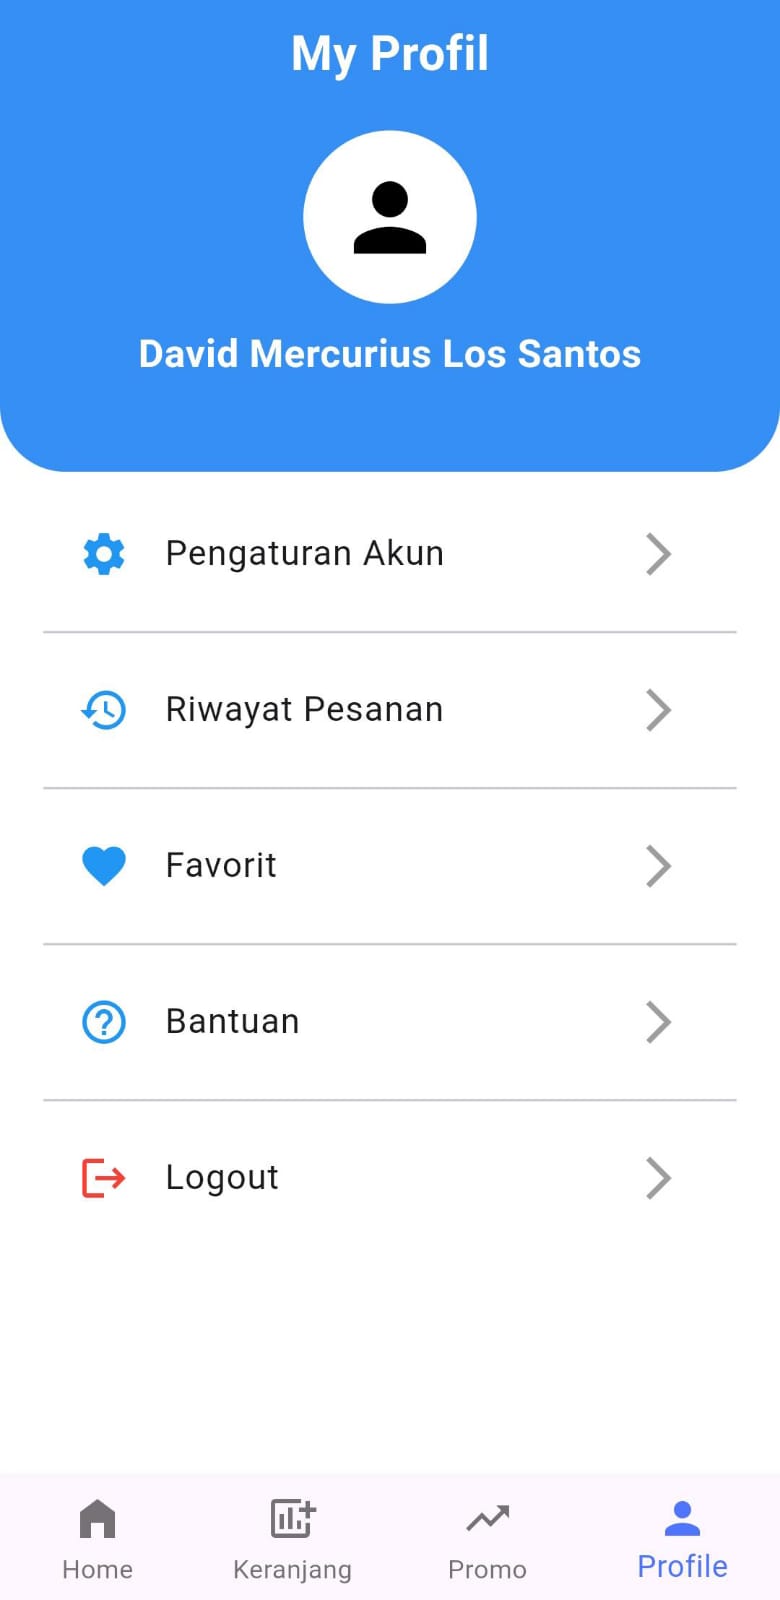 My Profil
David Mercurius Los Santos
Pengaturan Akun
Riwayat Pesanan
Favorit
Bantuan
Logout
Home
Keranjang
Promo
Profile